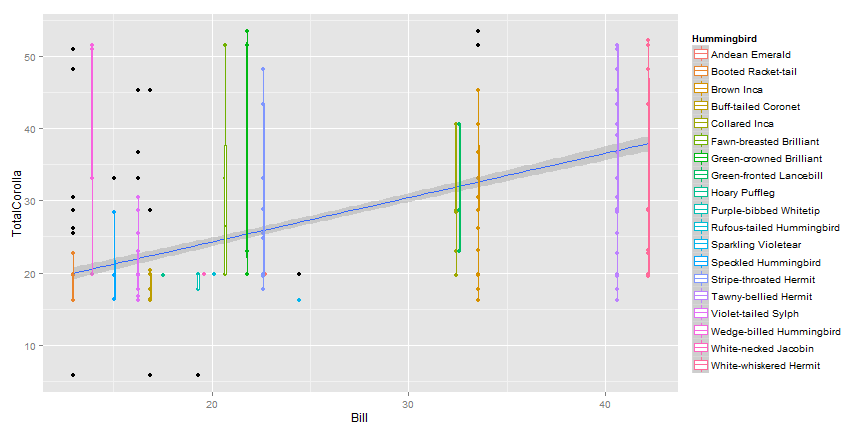 50
40
30
20
10
TotalCorolla
20
30
40
Bill
Hummingbird
Andean Emerald
Booted Racket-tail
Brown Inca
Buff-tailed Coronet
Collared Inca
Fawn-breasted Brilliant
Green-crowned Brilliant
Green-fronted Lancebill
Hoary Puffleg
Purple-bibbed Whitetip
Rufous-tailed Hummingbird
Sparkling Violetear
Speckled Hummingbird
Stripe-throated Hermit
Tawny-bellied Hermit
Violet-tailed Sylph
Wedge-billed Hummingbird
White-necked Jacobin
White-whiskered Hermit